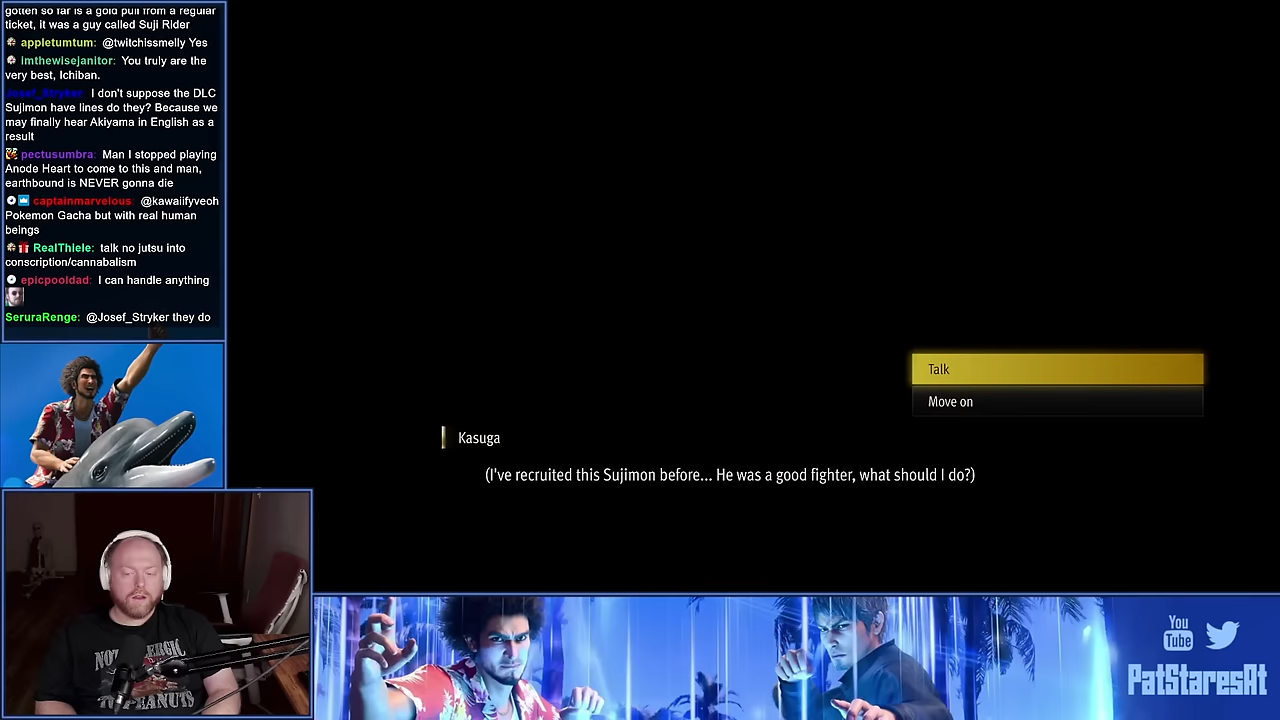 gotten so far is a gold pull from a regular
ticket, it was a guy called Suji Rider
appletumtum: @twitchissmelly Yes
imthewisejanitor: You truly are the
very best, Ichiban.
Josef_Stryker: I don't suppose the DLC
Sujimon have lines do they? Because we
may finally hear Akiyama in English as a
result
pectusumbra: Man I stopped playing
Anode Heart to come to this and man,
earthbound is NEVER gonna die
captainmarvelous: @kawaiifyveoh
Pokemon Gacha but with real human
beings
RealThiele: talk no jutsu into
conscription/cannabalism
epicpooldad: I can handle anything
SeruraRenge: @Josef_Stryker they do
Talk
Move on
Kasuga
(I've recruited this Sujimon before... He was a good fighter, what should I do?)
You
Tube
PatStaresAt